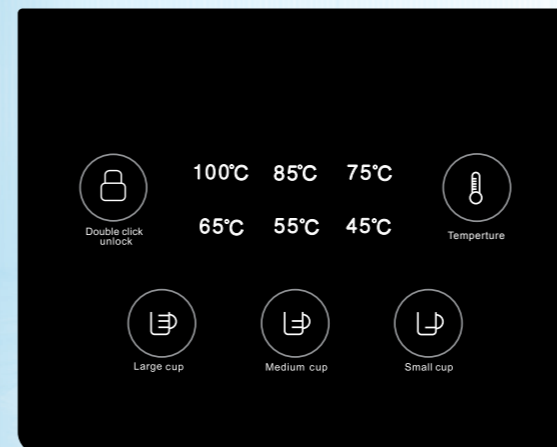 100℃ 85℃ 75℃
Double click
unlock
65℃ 55℃ 45℃
Temperture
Large cup
Medium cup
Small cup